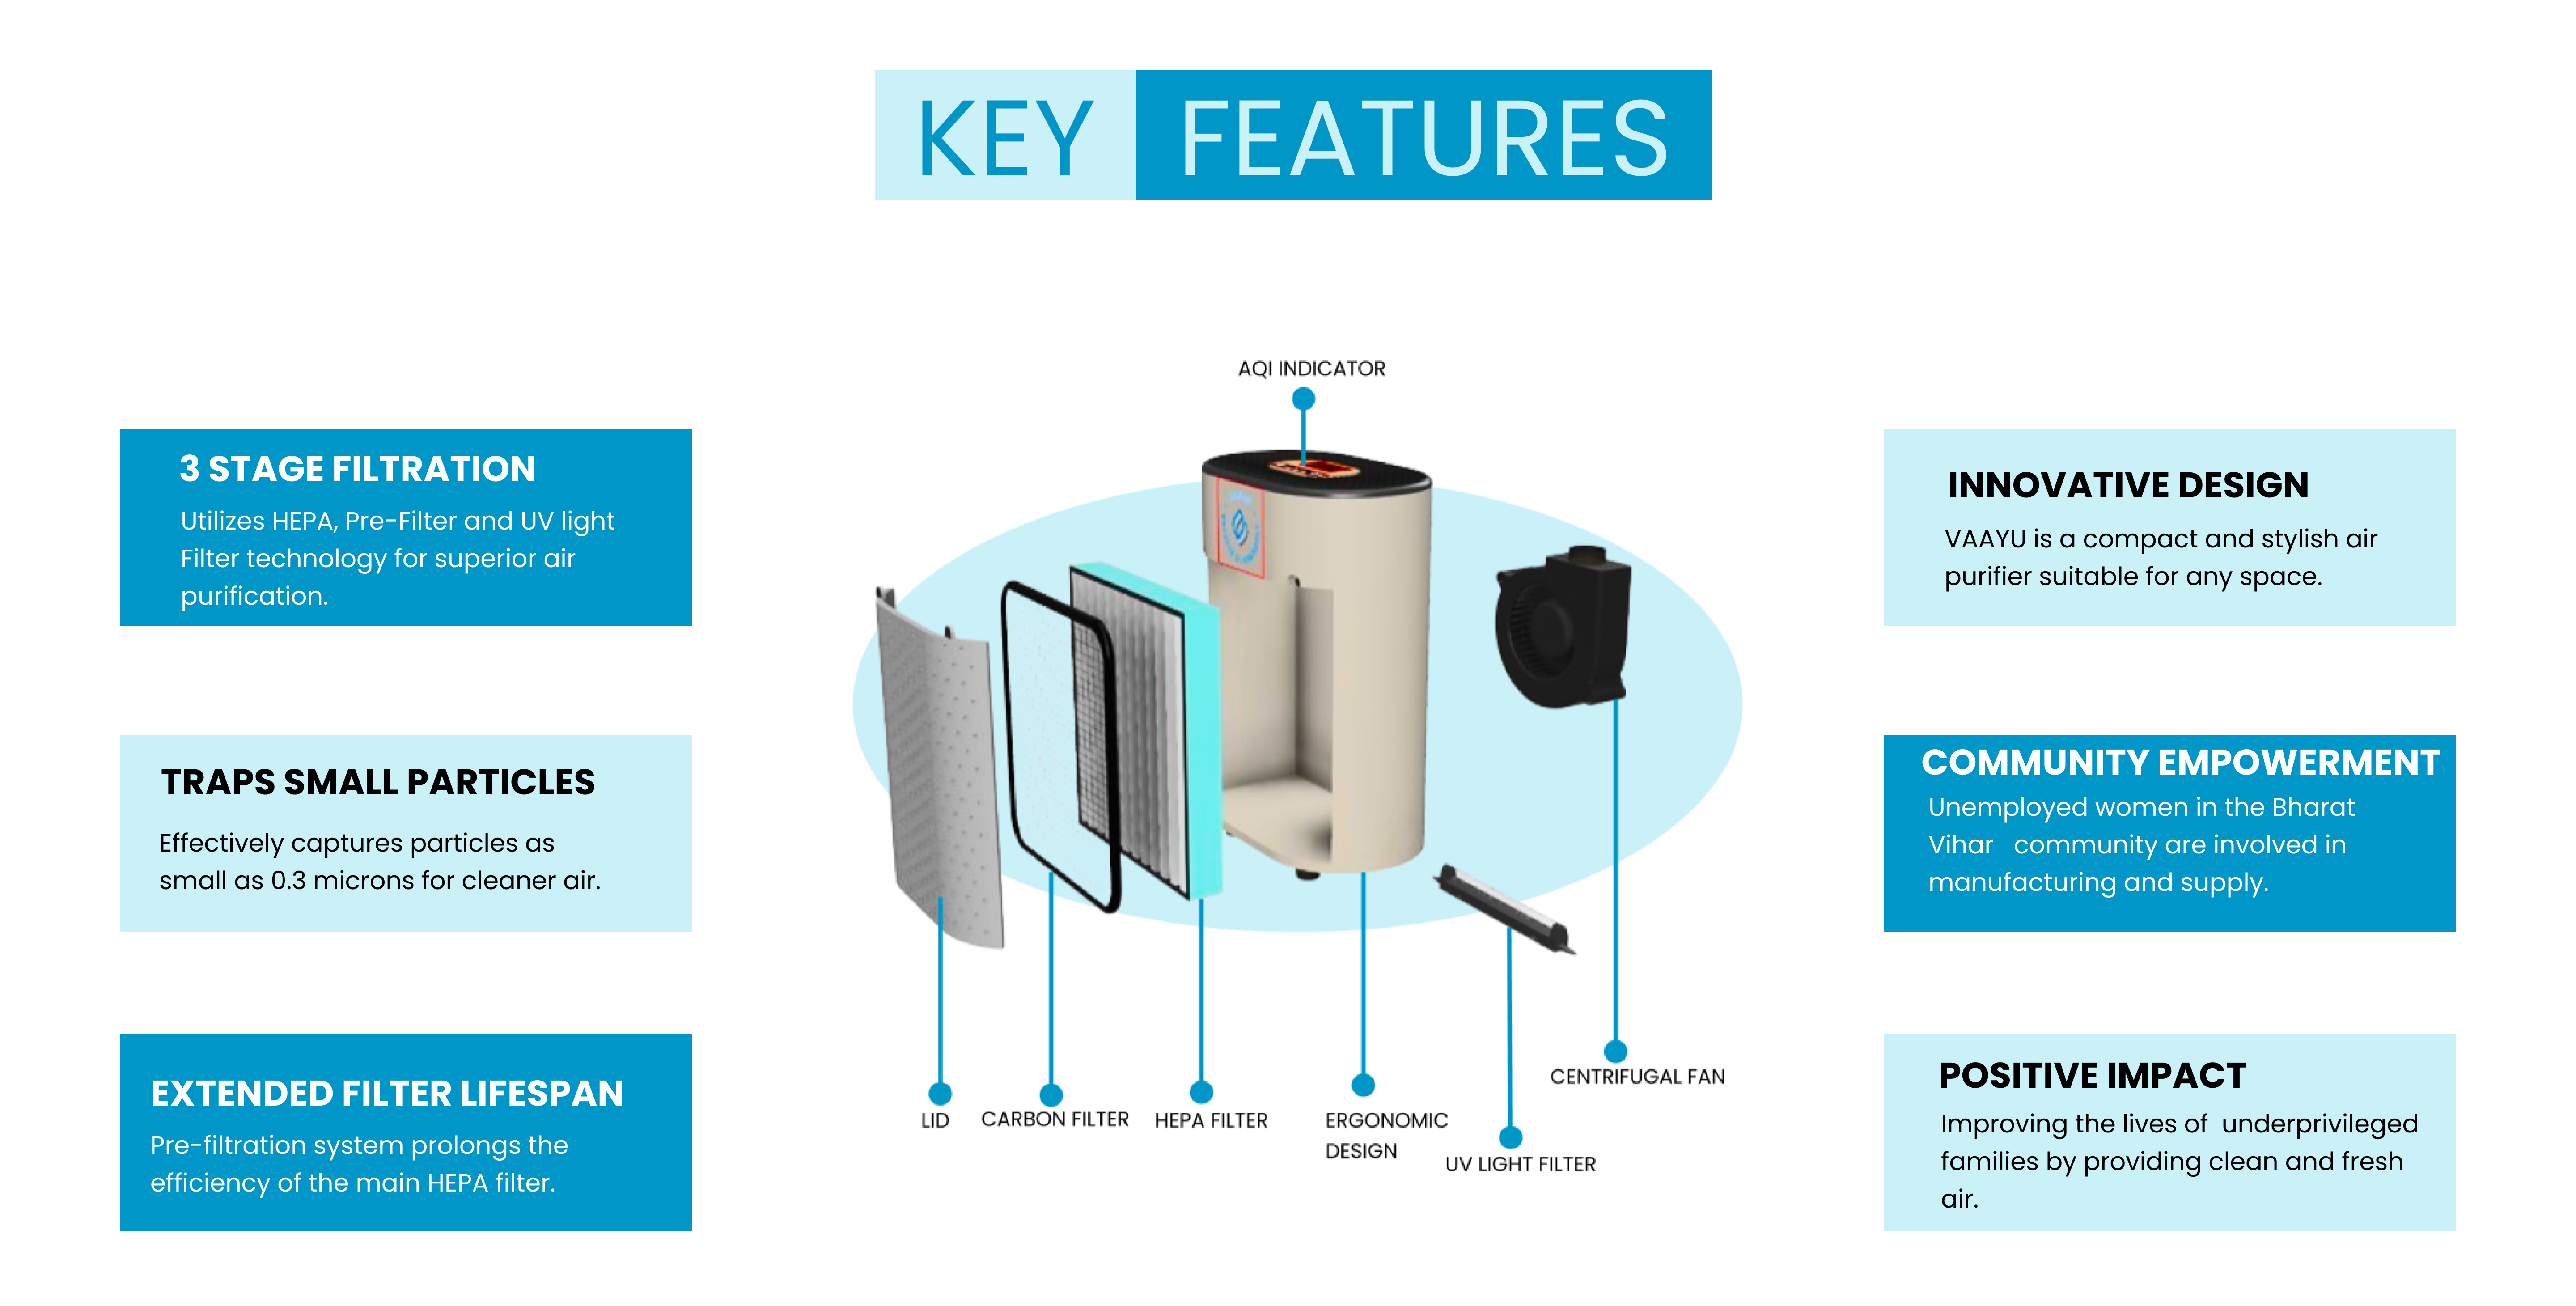 KEY FEATURES
3 STAGE FILTRATION
Utilizes HEPA, Pre-Filter and UV light
Filter technology for superior air
purification.
TRAPS SMALL PARTICLES
Effectively captures particles as
small as 0.3 microns for cleaner air.
EXTENDED FILTER LIFESPAN
Pre-filtration system prolongs the
efficiency of the main HEPA filter.
AQI INDICATOR
LID
CARBON FILTER
HEPA FILTER
ERGONOMIC
DESIGN
UV LIGHT FILTER
CENTRIFUGAL FAN
INNOVATIVE DESIGN
VAAYU is a compact and stylish air
purifier suitable for any space.
COMMUNITY EMPOWERMENT
Unemployed women in the Bharat
Vihar community are involved in
manufacturing and supply.
POSITIVE IMPACT
Improving the lives of underprivileged
families by providing clean and fresh
air.